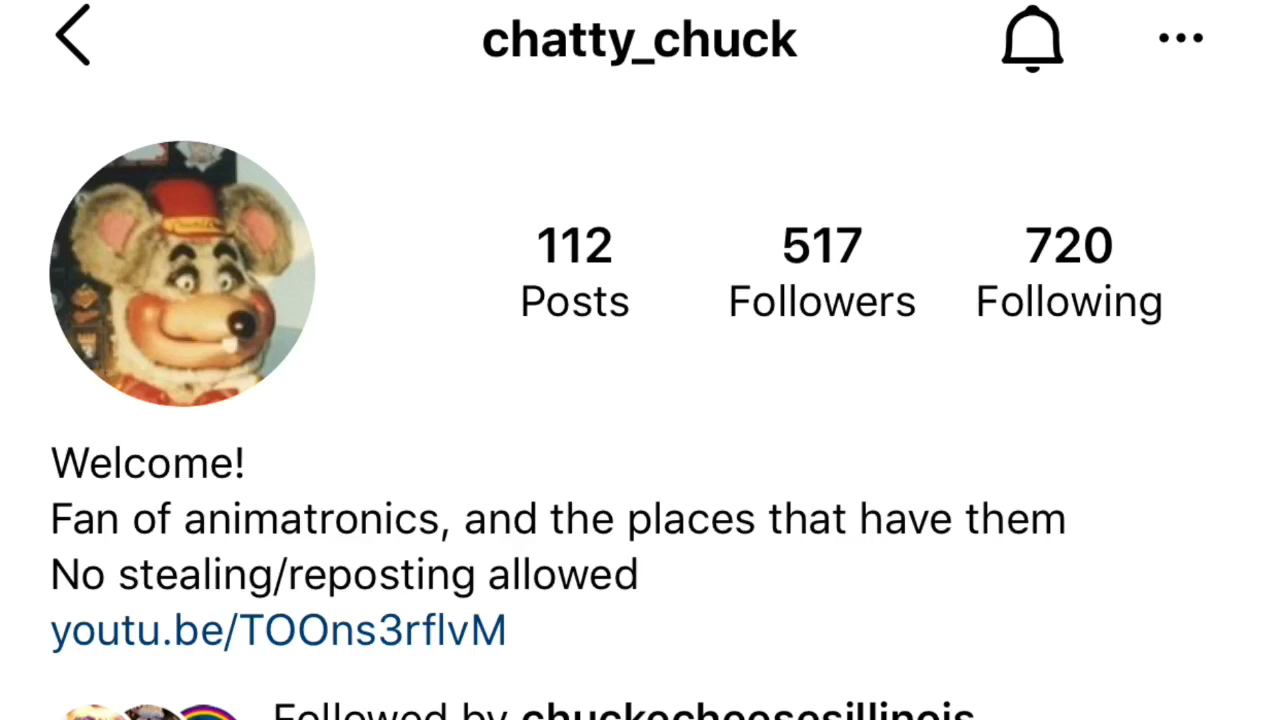 chatty_chuck
112
517
720
Posts
Followers
Following
Welcome!
Fan of animatronics, and the places that have them
No stealing/reposting allowed
youtu.be/TOOns3rflvM
Followed by chuckecheesesillinois